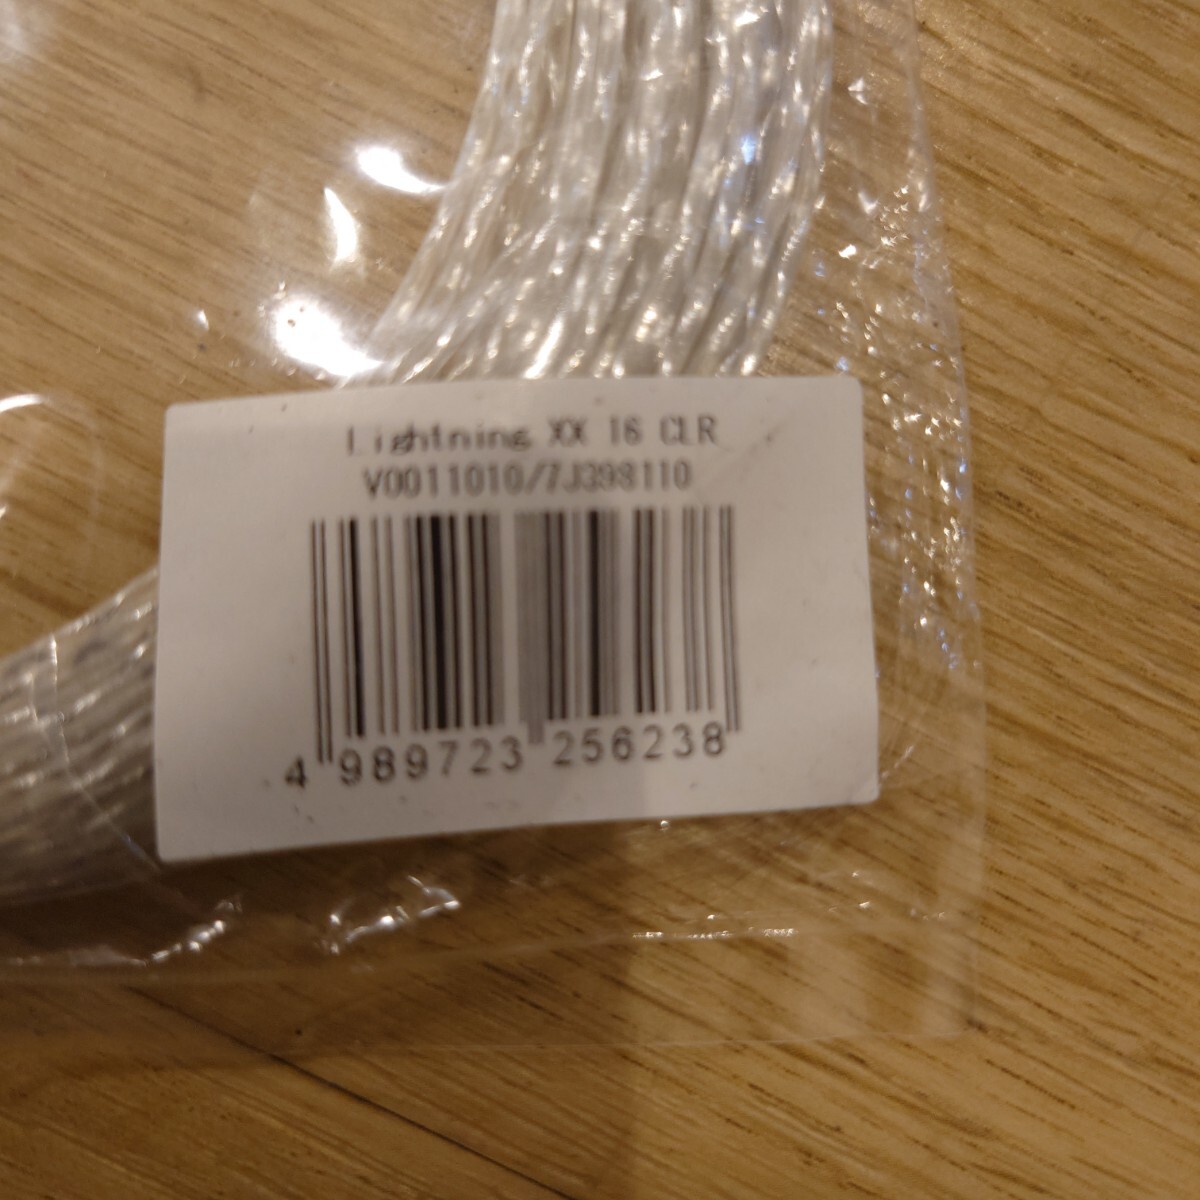 Lightning XX 16 CLR
V0011010/7J398110
4 989723 256238